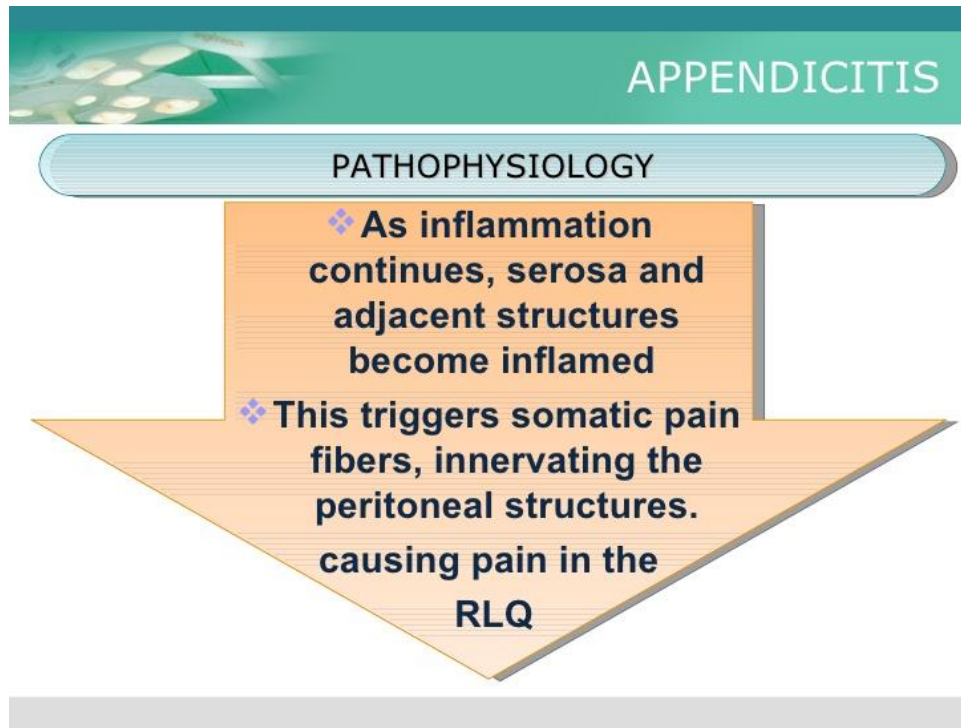 APPENDICITIS
PATHOPHYSIOLOGY
❖As inflammation
continues, serosa and
adjacent structures
become inflamed
❖This triggers somatic pain
fibers, innervating the
peritoneal structures.
causing pain in the
RLQ